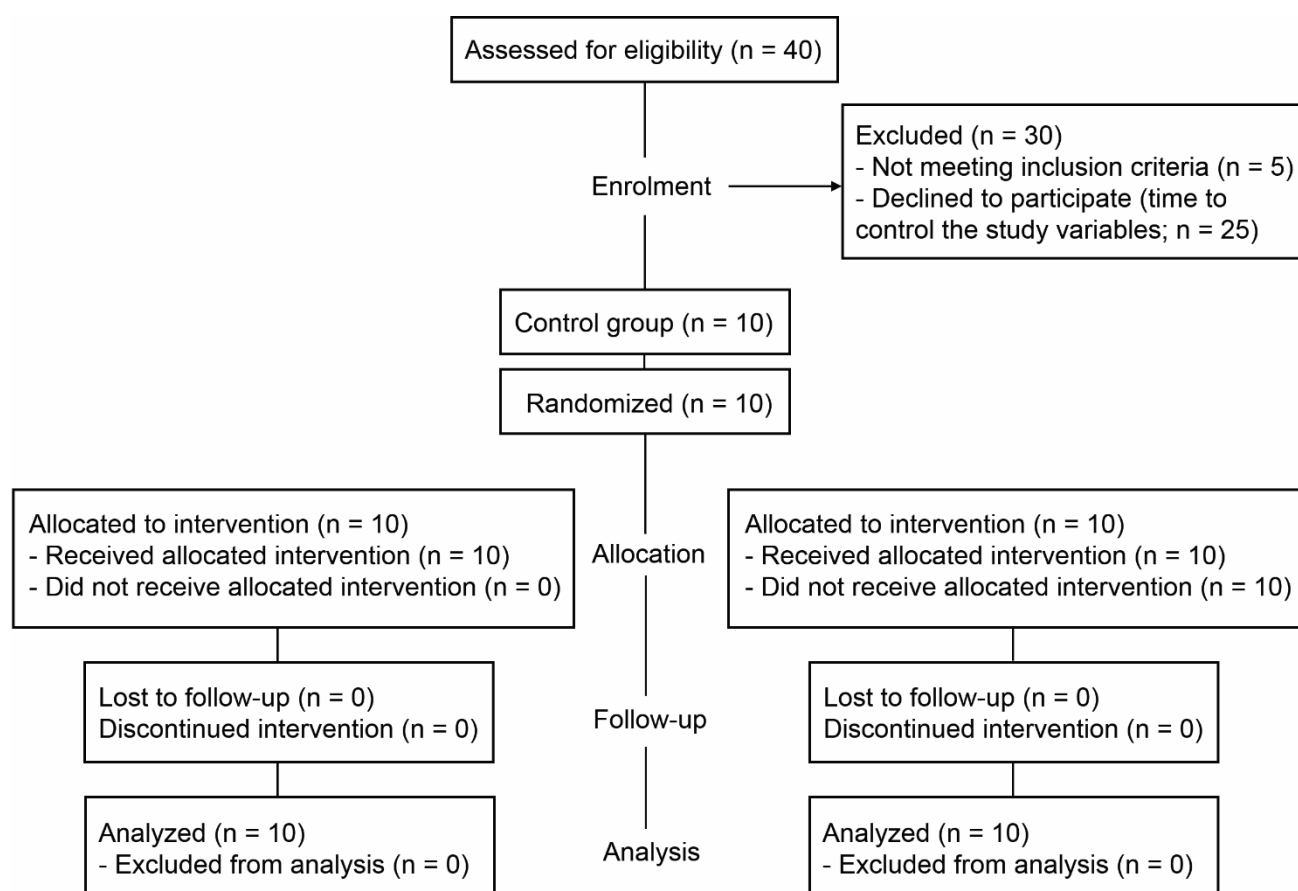 Assessed for eligibility (n = 40)
Excluded (n = 30)
- Not meeting inclusion criteria (n = 5)
- Declined to participate (time to
control the study variables; n = 25)
Enrolment
Control group (n = 10)
Randomized (n = 10)
Allocated to intervention (n = 10)
- Received allocated intervention (n = 10)
- Did not receive allocated intervention (n = 0)
Allocation
Allocated to intervention (n = 10)
- Received allocated intervention (n = 10)
- Did not receive allocated intervention (n = 10)
Lost to follow-up (n = 0)
Discontinued intervention (n = 0)
Follow-up
Lost to follow-up (n = 0)
Discontinued intervention (n = 0)
Analyzed (n = 10)
- Excluded from analysis (n = 0)
Analysis
Analyzed (n = 10)
- Excluded from analysis (n = 0)